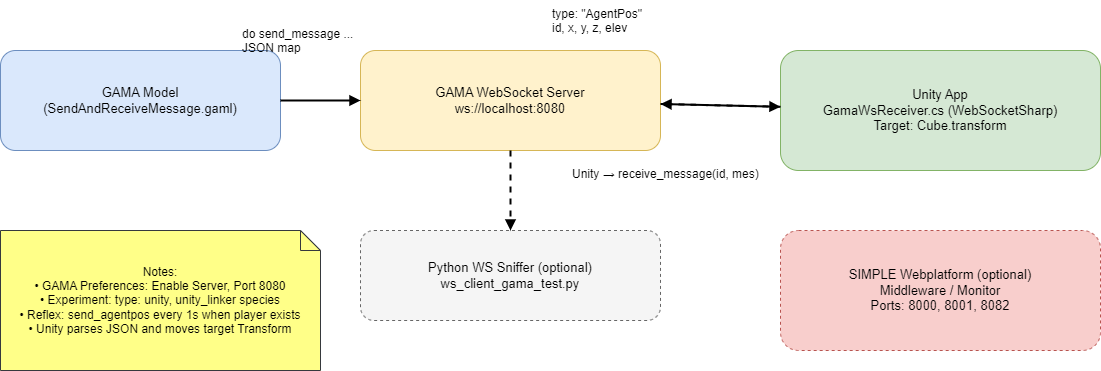 type: "AgentPos"
id, x, y, z, elev
do send_message ...
JSON map
GAMA Model
(SendAndReceiveMessage.gaml)
GAMA WebSocket Server
ws://localhost:8080
Unity App
GamaWsReceiver.cs (WebSocketSharp)
Target: Cube.transform
Unity → receive_message(id, mes)
Notes:
• GAMA Preferences: Enable Server, Port 8080
• Experiment: type: unity, unity_linker species
• Reflex: send_agentpos every 1s when player exists
• Unity parses JSON and moves target Transform
Python WS Sniffer (optional)
ws_client_gama_test.py
SIMPLE Webplatform (optional)
Middleware / Monitor
Ports: 8000, 8001, 8082